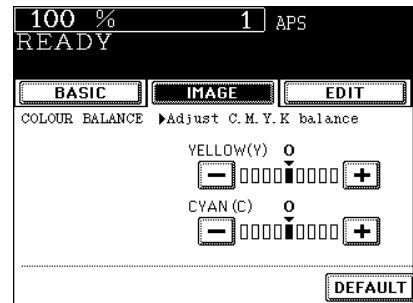 100 % 1 APS
READY
BASIC IMAGE EDIT
COLOUR BALANCE ▶Adjust C.M.Y.K balance
YELLOW(Y) 0
− +
CYAN(C) 0
− +
DEFAULT